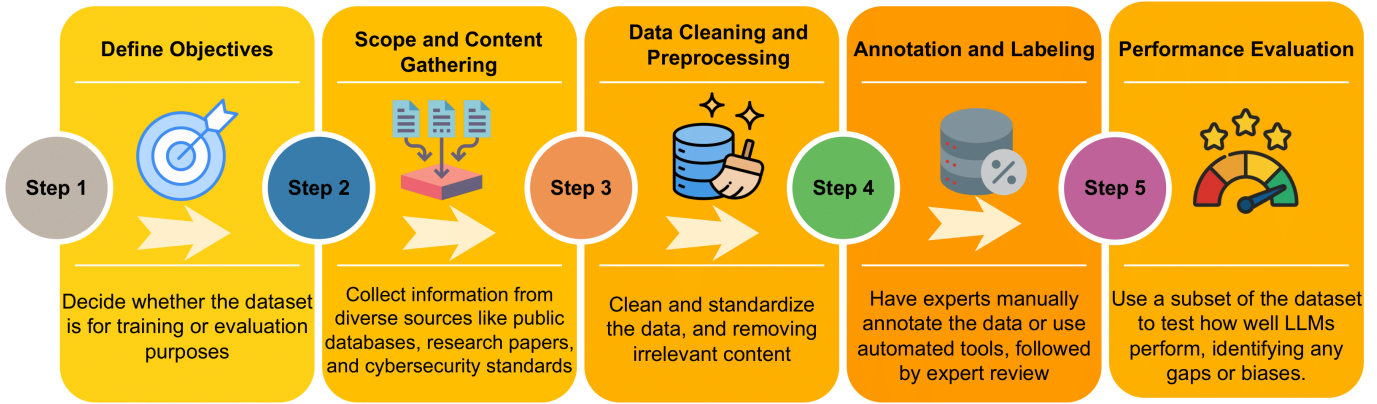 Step 1
Define Objectives
Decide whether the dataset
is for training or evaluation
purposes
Step 2
Scope and Content
Gathering
Collect information from
diverse sources like public
databases, research papers,
and cybersecurity standards
Step 3
Data Cleaning and
Preprocessing
Clean and standardize
the data, and removing
irrelevant content
Step 4
Annotation and Labeling
%
Have experts manually
annotate the data or use
automated tools, followed
by expert review
Step 5
Performance Evaluation
Use a subset of the dataset
to test how well LLMs
perform, identifying any
gaps or biases.